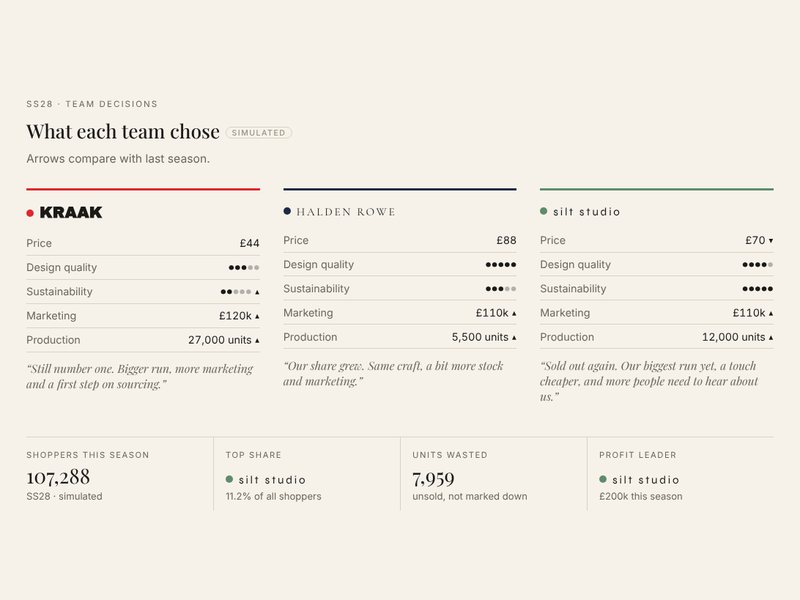 SS28 · TEAM DECISIONS
What each team chose SIMULATED
Arrows compare with last season.
KRAAK
Price £44
Design quality ●●●●●
Sustainability ●●●●● ▲
Marketing £120k ▲
Production 27,000 units ▲
“Still number one. Bigger run, more marketing
and a first step on sourcing.”
HALDEN ROWE
Price £88
Design quality ●●●●●
Sustainability ●●●●●
Marketing £110k ▲
Production 5,500 units ▲
“Our share grew. Same craft, a bit more stock
and marketing.”
silt studio
Price £70 ▼
Design quality ●●●●●
Sustainability ●●●●●
Marketing £110k ▲
Production 12,000 units ▲
“Sold out again. Our biggest run yet, a touch
cheaper, and more people need to hear about
us.”
SHOPPERS THIS SEASON
107,288
SS28 · simulated
TOP SHARE
silt studio
11.2% of all shoppers
UNITS WASTED
7,959
unsold, not marked down
PROFIT LEADER
silt studio
£200k this season